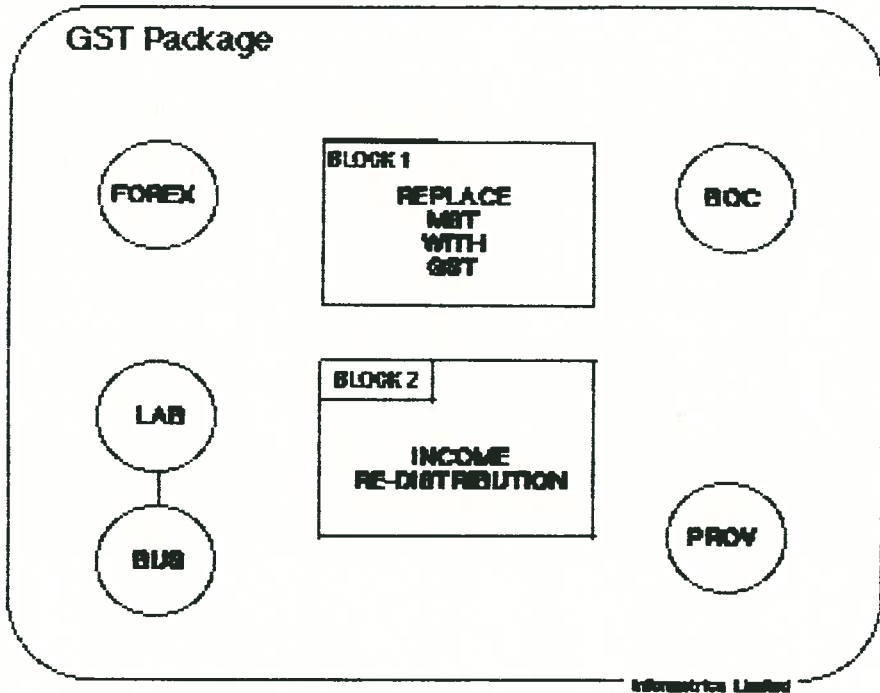 GST Package
BLOCK 1
FOREX
REPLACE
MST
WITH
GST
BOC
BLOCK 2
LAB
INCOME
RE-DISTRIBUTION
BUS
PROV
Informetrica Limited